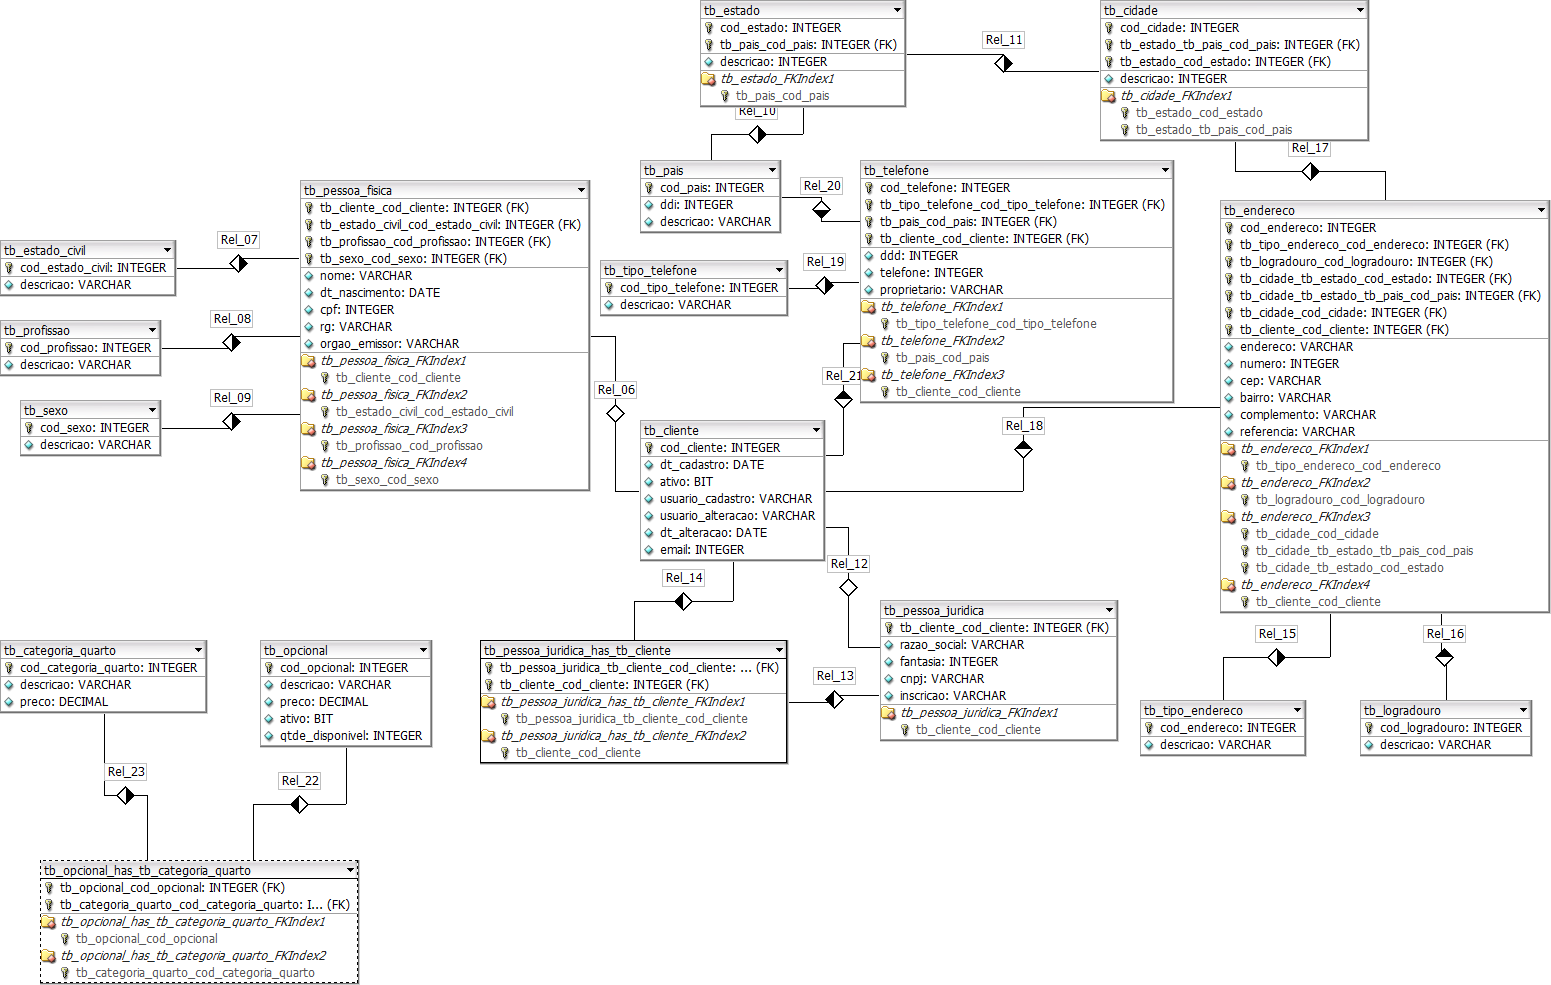 tb_estado
cod_estado: INTEGER
tb_pais_cod_pais: INTEGER (FK)
descricao: INTEGER
tb_estado_FKIndex1
tb_pais_cod_pais
Rel_11
tb_cidade
cod_cidade: INTEGER
tb_estado_tb_pais_cod_pais: INTEGER (FK)
tb_estado_cod_estado: INTEGER (FK)
descricao: INTEGER
tb_cidade_FKIndex1
tb_estado_cod_estado
tb_estado_tb_pais_cod_pais
Rel_10
Rel_17
tb_pais
cod_pais: INTEGER
ddi: INTEGER
descricao: VARCHAR
Rel_20
tb_telefone
cod_telefone: INTEGER
tb_tipo_telefone_cod_tipo_telefone: INTEGER (FK)
tb_pais_cod_pais: INTEGER (FK)
tb_cliente_cod_cliente: INTEGER (FK)
ddd: INTEGER
telefone: INTEGER
proprietario: VARCHAR
tb_telefone_FKIndex1
tb_tipo_telefone_cod_tipo_telefone
tb_telefone_FKIndex2
tb_pais_cod_pais
tb_telefone_FKIndex3
tb_cliente_cod_cliente
tb_pessoa_fisica
tb_cliente_cod_cliente: INTEGER (FK)
tb_estado_civil_cod_estado_civil: INTEGER (FK)
tb_profissao_cod_profissao: INTEGER (FK)
tb_sexo_cod_sexo: INTEGER (FK)
nome: VARCHAR
dt_nascimento: DATE
cpf: INTEGER
rg: VARCHAR
orgao_emissor: VARCHAR
tb_pessoa_fisica_FKIndex1
tb_cliente_cod_cliente
tb_pessoa_fisica_FKIndex2
tb_estado_civil_cod_estado_civil
tb_pessoa_fisica_FKIndex3
tb_profissao_cod_profissao
tb_pessoa_fisica_FKIndex4
tb_sexo_cod_sexo
tb_estado_civil
cod_estado_civil: INTEGER
descricao: VARCHAR
Rel_07
tb_profissao
cod_profissao: INTEGER
descricao: VARCHAR
Rel_08
tb_sexo
cod_sexo: INTEGER
descricao: VARCHAR
Rel_09
tb_tipo_telefone
cod_tipo_telefone: INTEGER
descricao: VARCHAR
Rel_19
Rel_21
Rel_06
tb_endereco
cod_endereco: INTEGER
tb_tipo_endereco_cod_endereco: INTEGER (FK)
tb_logradouro_cod_logradouro: INTEGER (FK)
tb_cidade_tb_estado_cod_estado: INTEGER (FK)
tb_cidade_tb_estado_tb_pais_cod_pais: INTEGER (FK)
tb_cidade_cod_cidade: INTEGER (FK)
tb_cliente_cod_cliente: INTEGER (FK)
endereco: VARCHAR
numero: INTEGER
cep: VARCHAR
bairro: VARCHAR
complemento: VARCHAR
referencia: VARCHAR
tb_endereco_FKIndex1
tb_tipo_endereco_cod_endereco
tb_endereco_FKIndex2
tb_logradouro_cod_logradouro
tb_endereco_FKIndex3
tb_cidade_cod_cidade
tb_cidade_tb_estado_tb_pais_cod_pais
tb_cidade_tb_estado_cod_estado
tb_endereco_FKIndex4
tb_cliente_cod_cliente
Rel_18
tb_cliente
cod_cliente: INTEGER
dt_cadastro: DATE
ativo: BIT
usuario_cadastro: VARCHAR
usuario_alteracao: VARCHAR
dt_alteracao: DATE
email: INTEGER
Rel_12
Rel_14
tb_pessoa_juridica
tb_cliente_cod_cliente: INTEGER (FK)
razao_social: VARCHAR
fantasia: INTEGER
cnpj: VARCHAR
inscricao: VARCHAR
tb_pessoa_juridica_FKIndex1
tb_cliente_cod_cliente
Rel_13
tb_pessoa_juridica_has_tb_cliente
tb_pessoa_juridica_tb_cliente_cod_cliente: ... (FK)
tb_cliente_cod_cliente: INTEGER (FK)
tb_pessoa_juridica_has_tb_cliente_FKIndex1
tb_pessoa_juridica_tb_cliente_cod_cliente
tb_pessoa_juridica_has_tb_cliente_FKIndex2
tb_cliente_cod_cliente
Rel_15
Rel_16
tb_tipo_endereco
cod_endereco: INTEGER
descricao: VARCHAR
tb_logradouro
cod_logradouro: INTEGER
descricao: VARCHAR
tb_categoria_quarto
cod_categoria_quarto: INTEGER
descricao: VARCHAR
preco: DECIMAL
tb_opcional
cod_opcional: INTEGER
descricao: VARCHAR
preco: DECIMAL
ativo: BIT
qtde_disponivel: INTEGER
Rel_23
Rel_22
tb_opcional_has_tb_categoria_quarto
tb_opcional_cod_opcional: INTEGER (FK)
tb_categoria_quarto_cod_categoria_quarto: I... (FK)
tb_opcional_has_tb_categoria_quarto_FKIndex1
tb_opcional_cod_opcional
tb_opcional_has_tb_categoria_quarto_FKIndex2
tb_categoria_quarto_cod_categoria_quarto